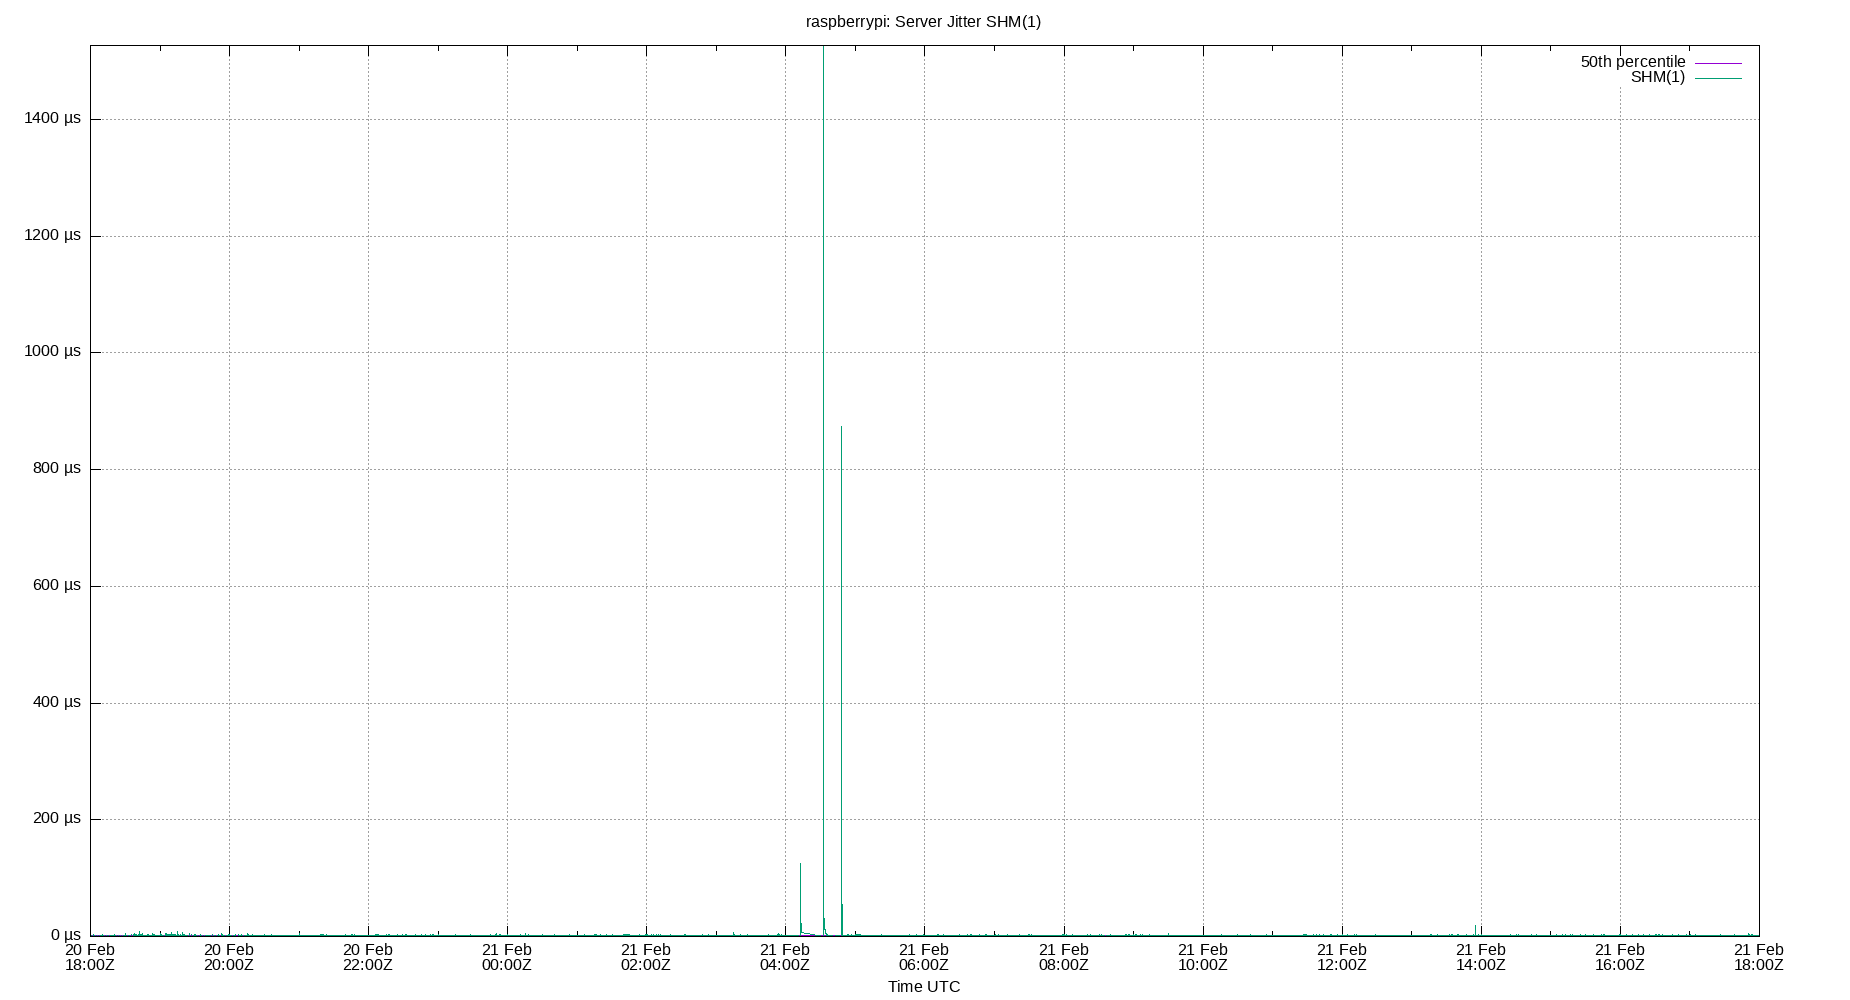 raspberrypi: Server Jitter SHM(1)
50th percentile
SHM(1)
1400 µs
1200 µs
1000 µs
800 µs
600 µs
400 µs
200 µs
0 µs
20 Feb 20 Feb 20 Feb 21 Feb 21 Feb 21 Feb 21 Feb 21 Feb 21 Feb 21 Feb 21 Feb 21 Feb 21 Feb
18:00Z 20:00Z 22:00Z 00:00Z 02:00Z 04:00Z 06:00Z 08:00Z 10:00Z 12:00Z 14:00Z 16:00Z 18:00Z
Time UTC